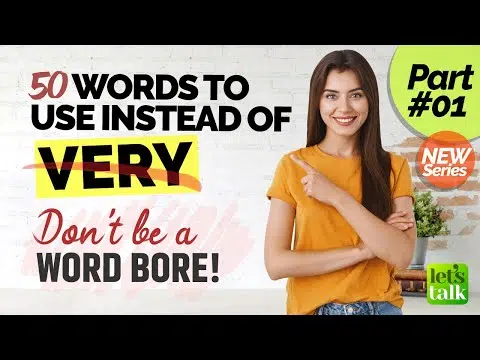 50 WORDS TO
USE INSTEAD OF
VERY
Don't be a
WORD BORE!
Part
#01
NEW
Series
let's
talk